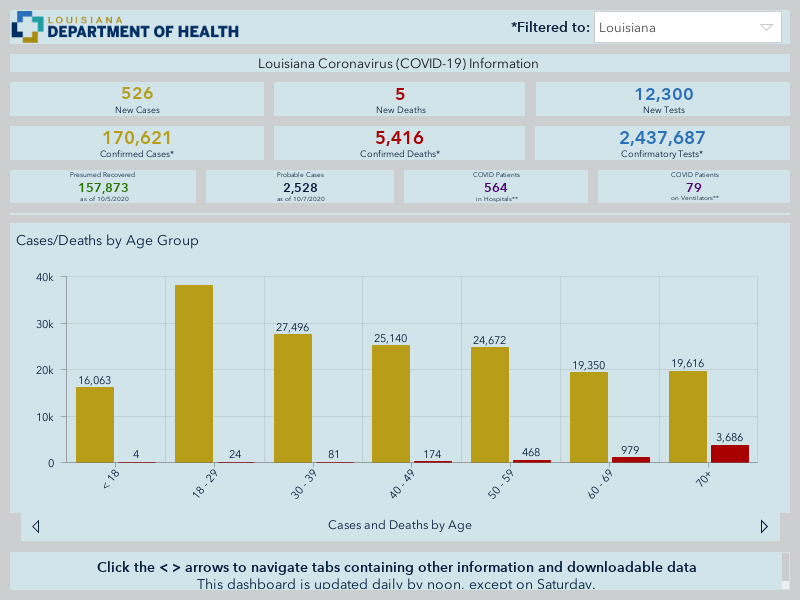 LOUISIANA
DEPARTMENT OF HEALTH
*Filtered to:
Louisiana
Louisiana Coronavirus (COVID-19) Information
526
New Cases
5
New Deaths
12,300
New Tests
170,621
Confirmed Cases*
5,416
Confirmed Deaths*
2,437,687
Confirmatory Tests*
Presumed Recovered
157,873
as of 10/5/2020
Probable Cases
2,528
as of 10/7/2020
COVID Patients
564
in Hospitals**
COVID Patients
79
on Ventilators**
Cases/Deaths by Age Group
40k
30k
20k
10k
0
16,063
4
24
27,496
81
25,140
174
24,672
468
19,350
979
19,616
3,686
< 18
18 - 29
30 - 39
40 - 49
50 - 59
60 - 69
70+
Cases and Deaths by Age
Click the < > arrows to navigate tabs containing other information and downloadable data
This dashboard is updated daily by noon, except on Saturday.